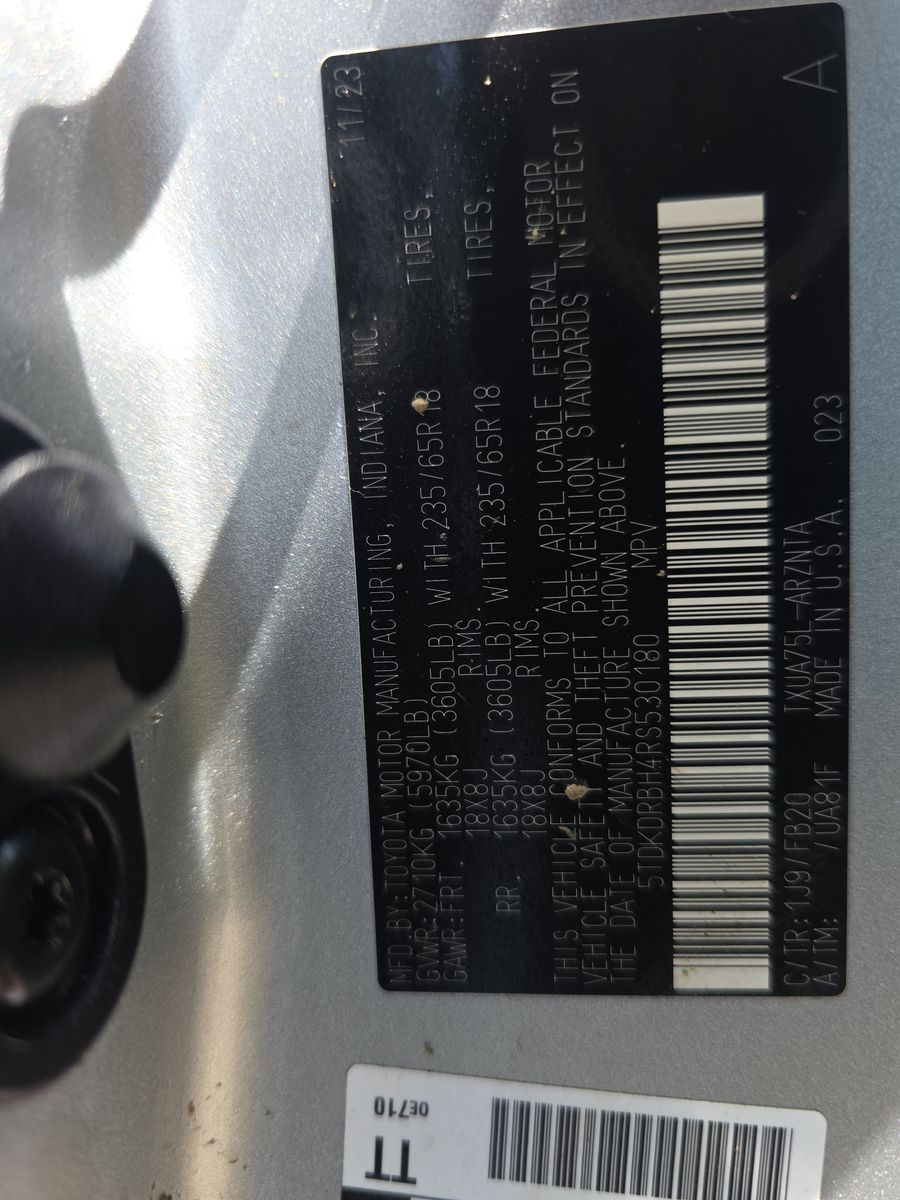 MFD.BY:TOYOTA MOTOR MANUFACTURING, INDIANA, INC. 11/23
GVWR:2710KG(5970LB)
GAWR:FRT. 1635KG (3605LB) WITH 235/65R18 TIRES,
18X8J RIMS.
RR. 1635KG (3605LB) WITH 235/65R18 TIRES,
18X8J RIMS.
THIS VEHICLE CONFORMS TO ALL APPLICABLE FEDERAL MOTOR
VEHICLE SAFETY AND THEFT PREVENTION STANDARDS IN EFFECT ON
THE DATE OF MANUFACTURE SHOWN ABOVE.
5TDKDRBH4RS530180 MPV
C/TR:1J9/FB20 TXUA75L-ARZNTA
A/TM: /UA81F MADE IN U.S.A. 023
A
0E710
TT